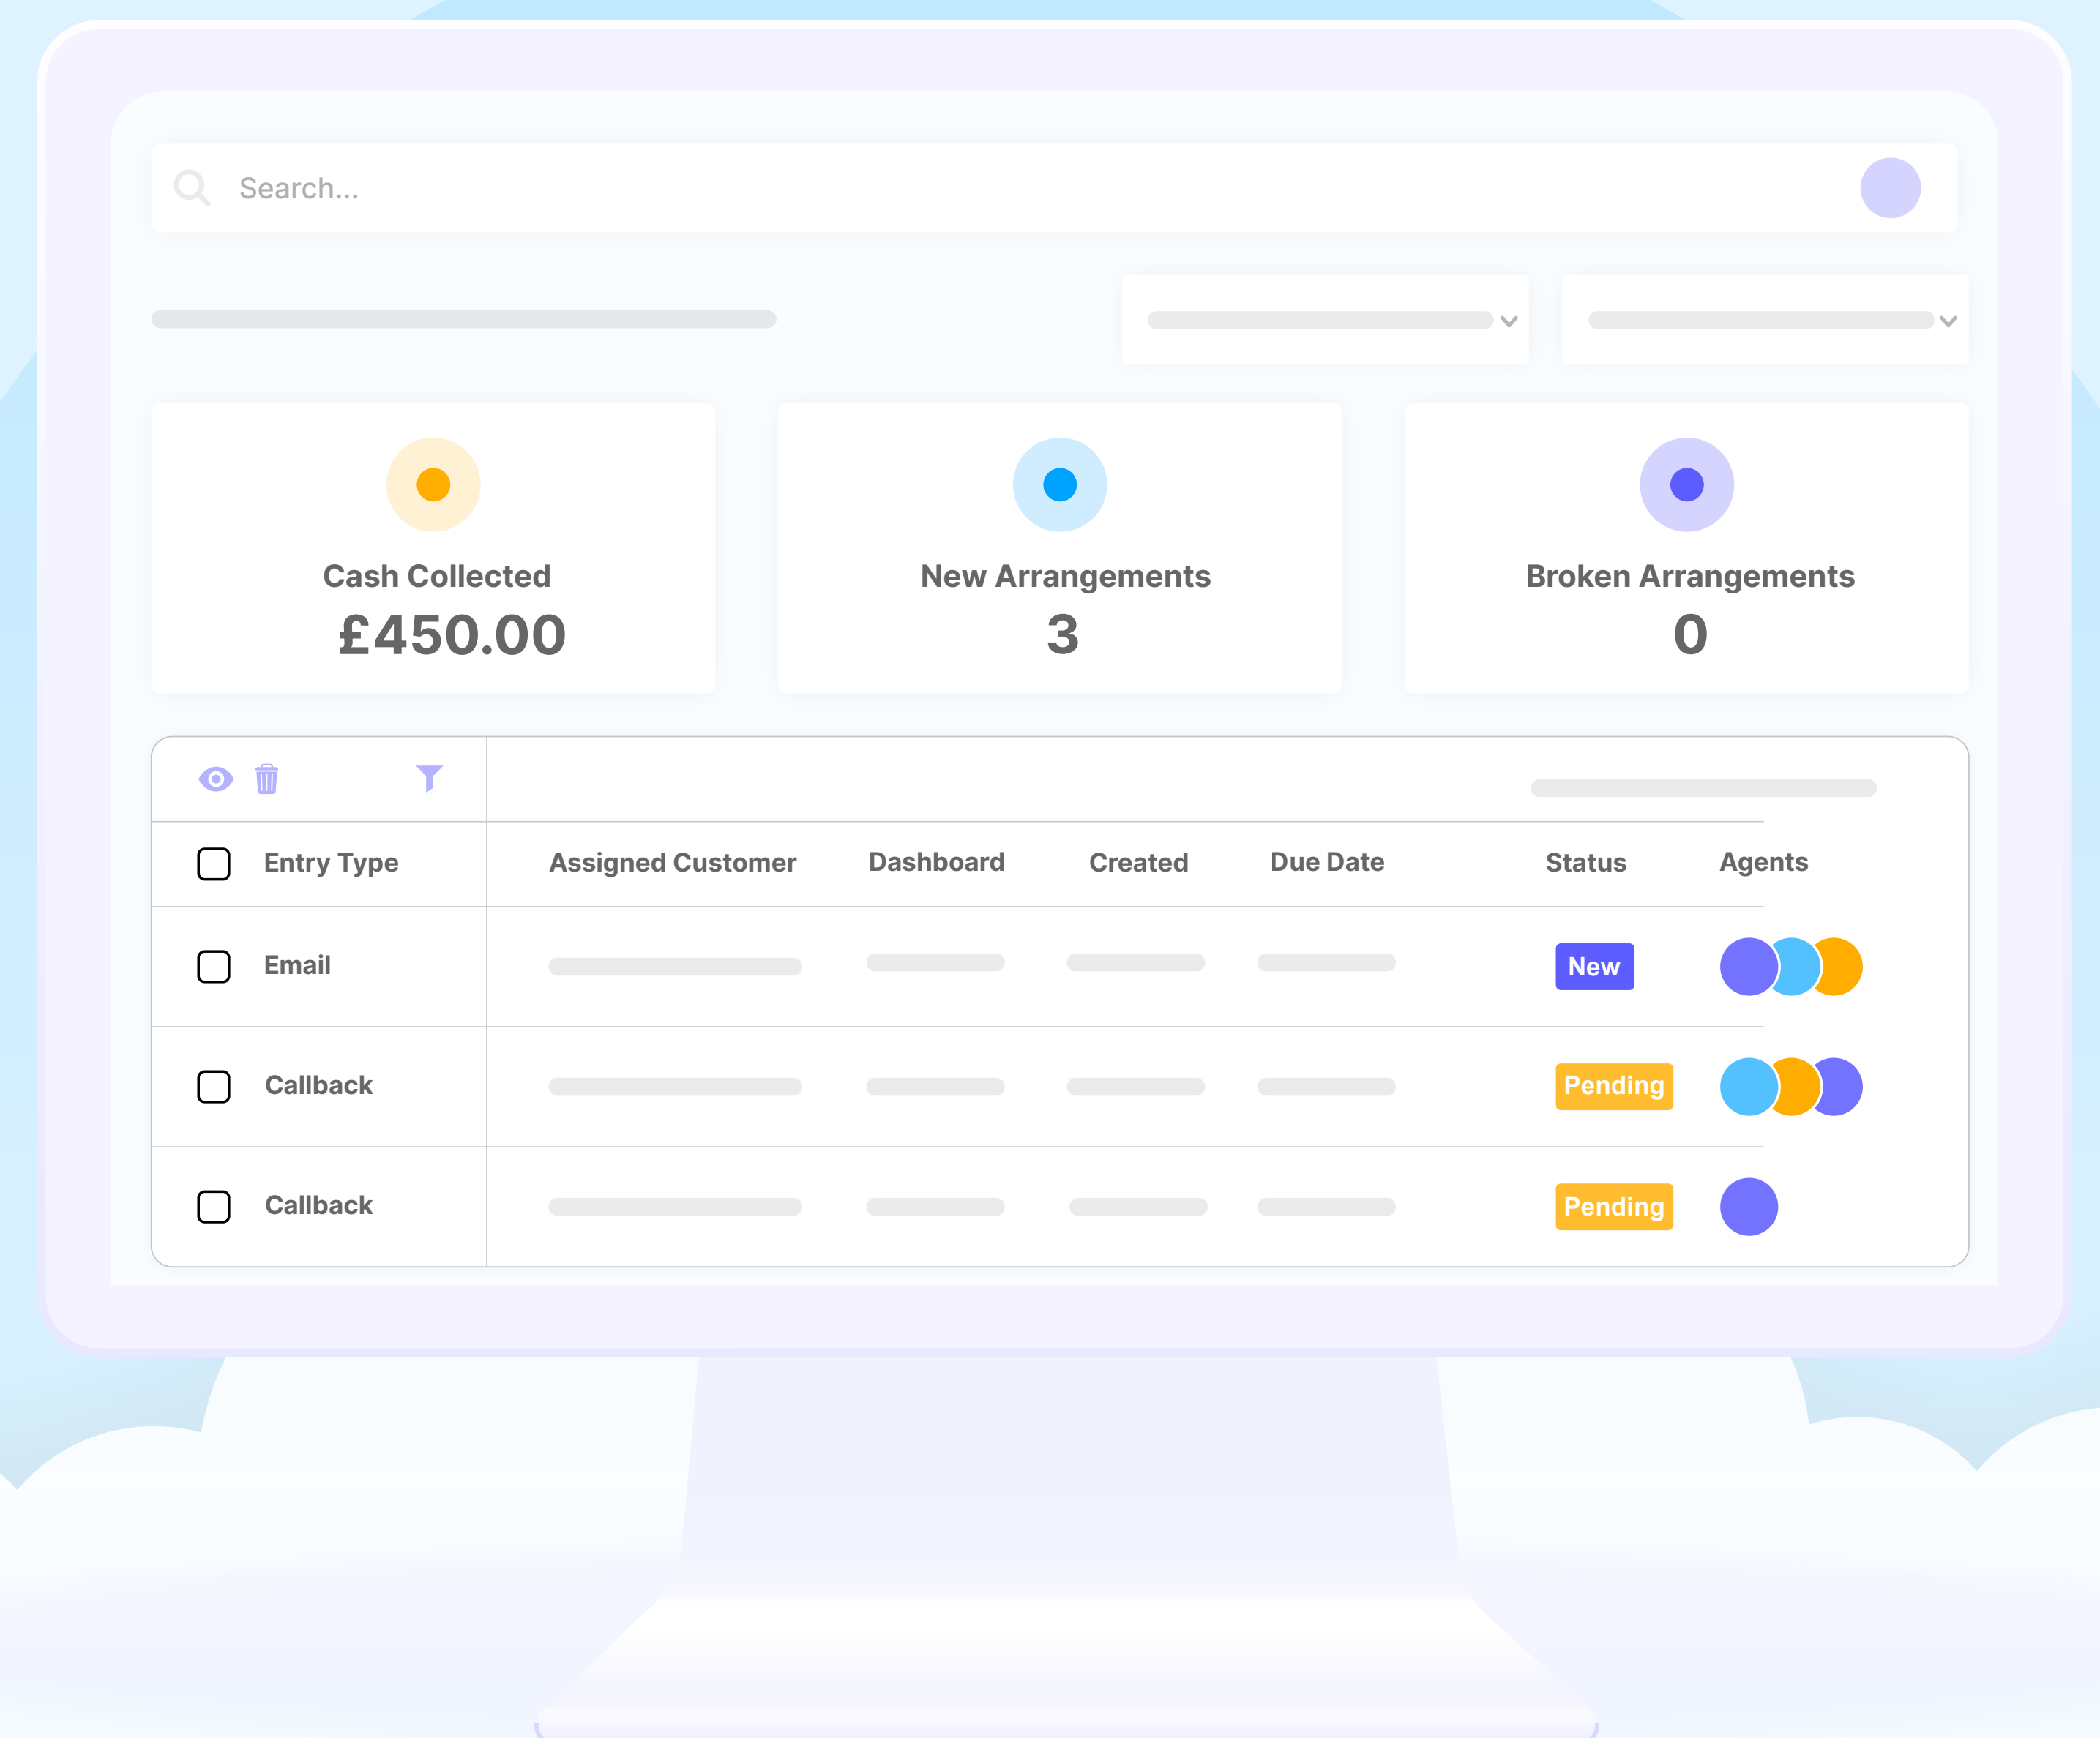 Search...
Cash Collected
£450.00
New Arrangements
3
Broken Arrangements
0
Entry Type Assigned Customer Dashboard Created Due Date Status Agents
Email New
Callback Pending
Callback Pending